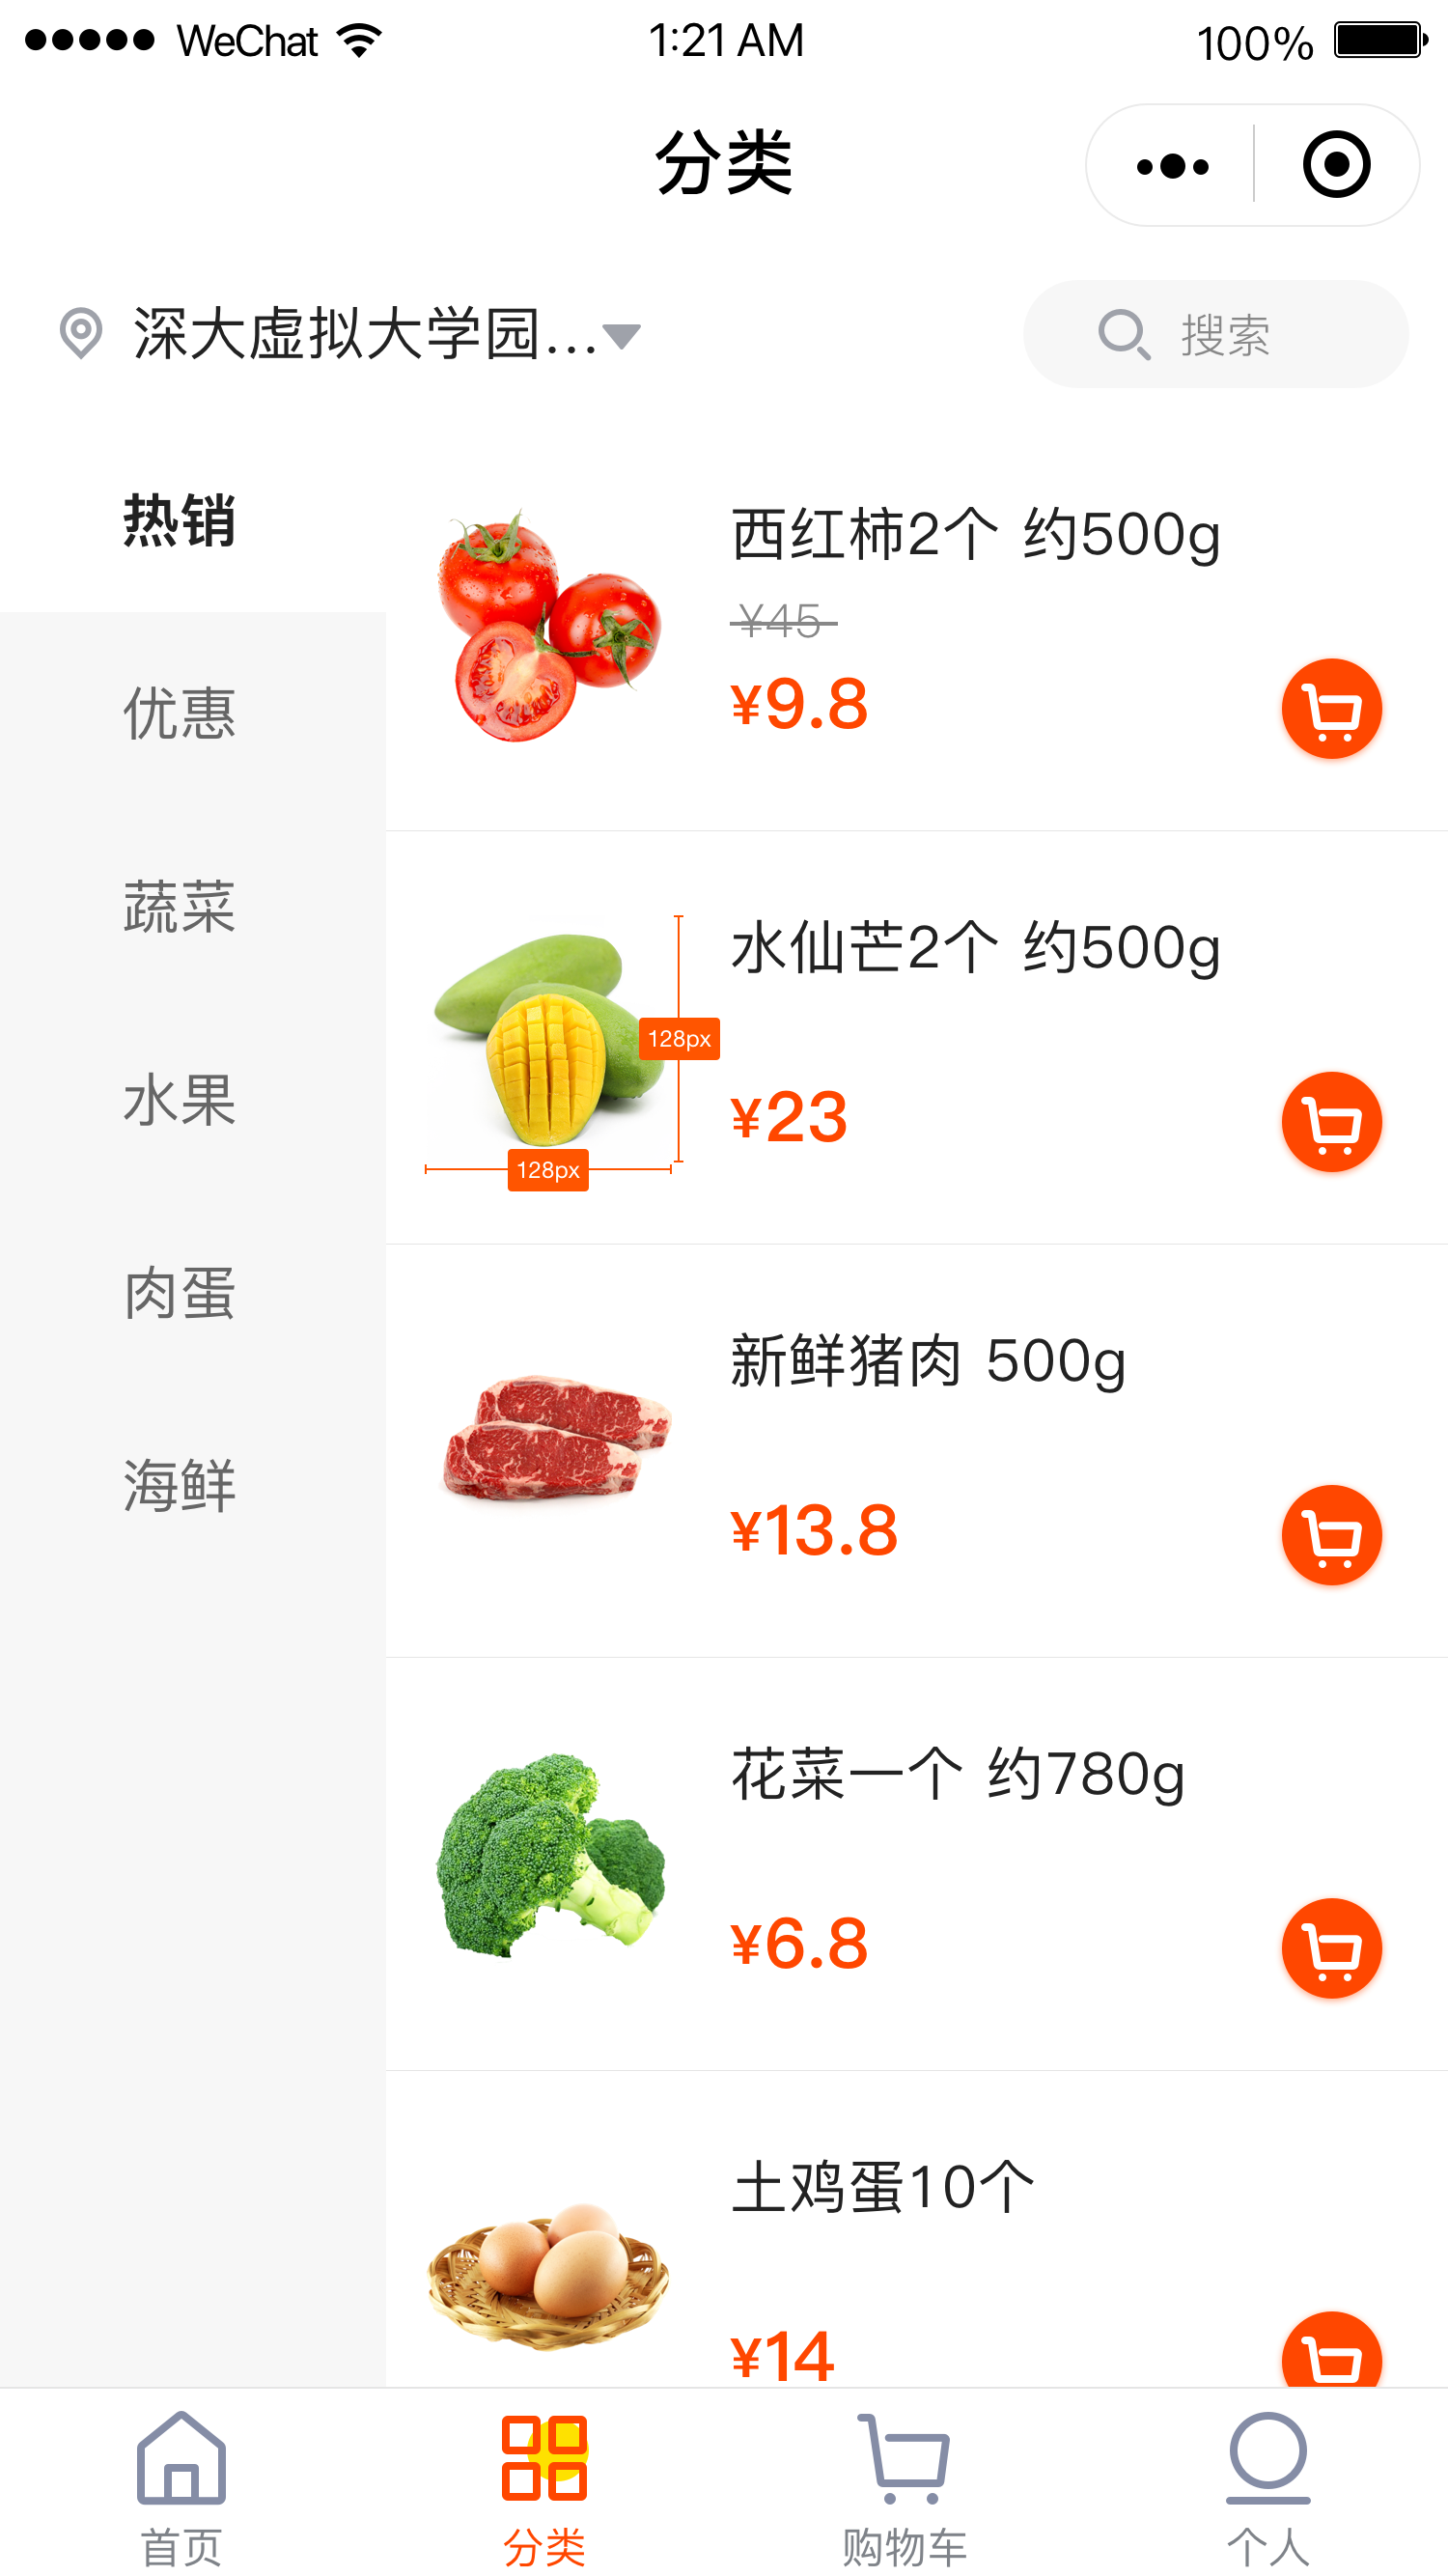 WeChat 1:21 AM 100%
分类
深大虚拟大学园... 搜索
热销
优惠
蔬菜
水果
肉蛋
海鲜
西红柿2个 约500g
¥45
¥9.8
水仙芒2个 约500g
128px
¥23
128px
新鲜猪肉 500g
¥13.8
花菜一个 约780g
¥6.8
土鸡蛋10个
¥14
首页 分类 购物车 个人